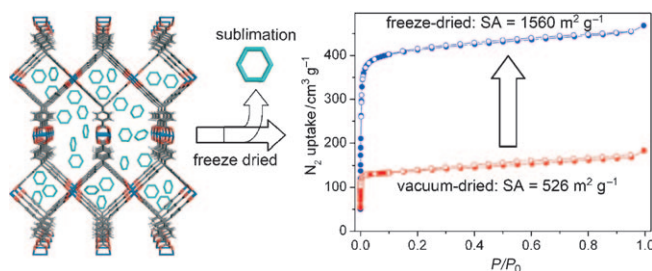 sublimation
freeze dried
freeze-dried: SA = 1560 m² g⁻¹
vacuum-dried: SA = 526 m² g⁻¹
N₂ uptake/cm³ g⁻¹
400
300
200
100
0
0.0 0.2 0.4 0.6 0.8 1.0
P/P₀